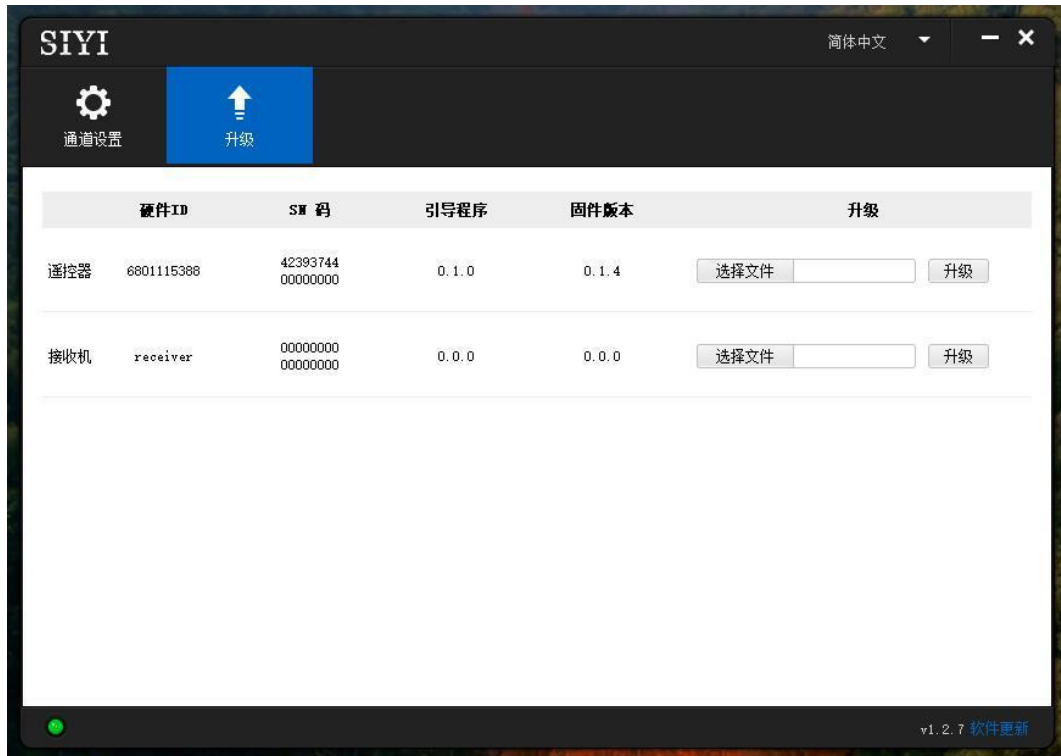 SIYI
简体中文
通道设置
升级
硬件ID SN 码 引导程序 固件版本 升级
遥控器 6801115388 42393744 00000000 0.1.0 0.1.4 选择文件 升级
接收机 receiver 00000000 00000000 0.0.0 0.0.0 选择文件 升级
v1.2.7 软件更新